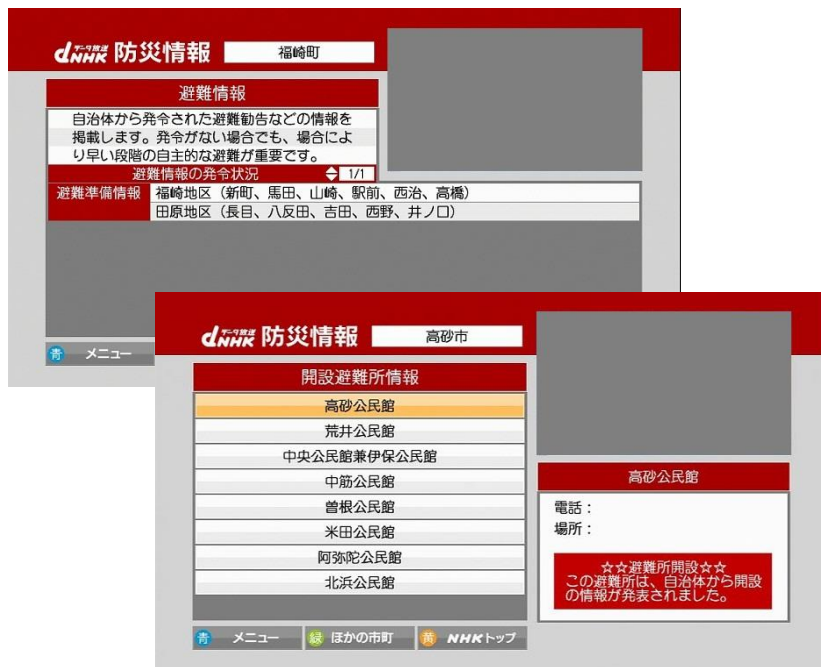 dNHK データ放送 防災情報 福崎町
避難情報
自治体から発令された避難勧告などの情報を
掲載します。発令がない場合でも、場合によ
り早い段階の自主的な避難が重要です。
避難情報の発令状況 1/1
避難準備情報 福崎地区（新町、馬田、山崎、駅前、西治、高橋）
田原地区（長目、八反田、吉田、西野、井ノ口）
青 メニュー
dNHK データ放送 防災情報 高砂市
開設避難所情報
高砂公民館
荒井公民館
中央公民館兼伊保公民館
中筋公民館
曽根公民館
米田公民館
阿弥陀公民館
北浜公民館
高砂公民館
電話：
場所：
☆☆避難所開設☆☆
この避難所は、自治体から開設
の情報が発表されました。
青 メニュー 緑 ほかの市町 黄 NHKトップ